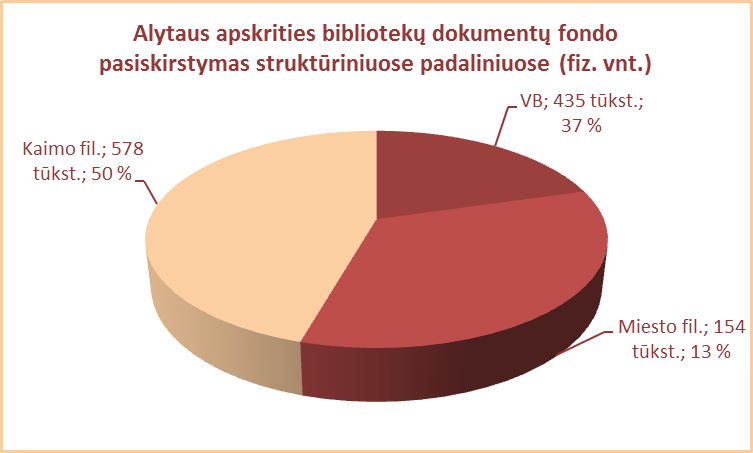 Alytaus apskrities bibliotekų dokumentų fondo
pasiskirstymas struktūriniuose padaliniuose (fiz. vnt.)
VB; 435 tūkst.;
37 %
Kaimo fil.; 578
tūkst.; 50 %
Miesto fil.; 154
tūkst.; 13 %